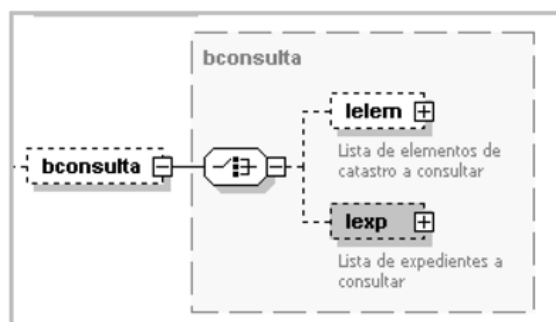 bconsulta
lelem
Lista de elementos de
catastro a consultar
bconsulta
lexp
Lista de expedientes a
consultar